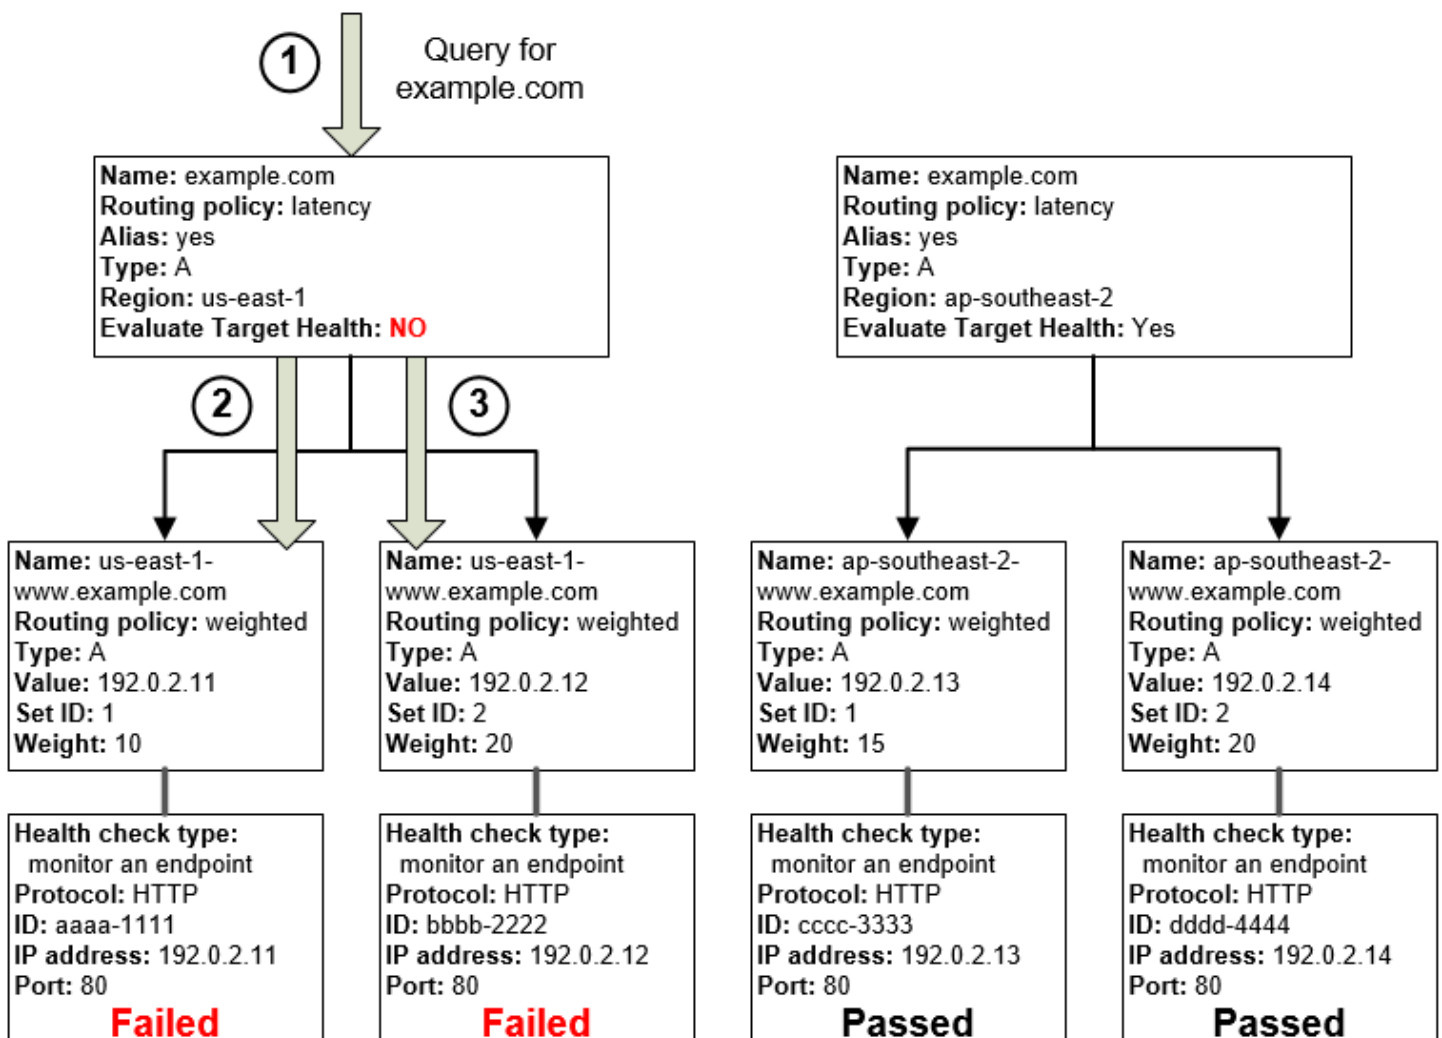 1
Query for
example.com
Name: example.com
Routing policy: latency
Alias: yes
Type: A
Region: us-east-1
Evaluate Target Health: NO
Name: example.com
Routing policy: latency
Alias: yes
Type: A
Region: ap-southeast-2
Evaluate Target Health: Yes
2
3
Name: us-east-1-
www.example.com
Routing policy: weighted
Type: A
Value: 192.0.2.11
Set ID: 1
Weight: 10
Name: us-east-1-
www.example.com
Routing policy: weighted
Type: A
Value: 192.0.2.12
Set ID: 2
Weight: 20
Name: ap-southeast-2-
www.example.com
Routing policy: weighted
Type: A
Value: 192.0.2.13
Set ID: 1
Weight: 15
Name: ap-southeast-2-
www.example.com
Routing policy: weighted
Type: A
Value: 192.0.2.14
Set ID: 2
Weight: 20
Health check type:
monitor an endpoint
Protocol: HTTP
ID: aaaa-1111
IP address: 192.0.2.11
Port: 80
Failed
Health check type:
monitor an endpoint
Protocol: HTTP
ID: bbbb-2222
IP address: 192.0.2.12
Port: 80
Failed
Health check type:
monitor an endpoint
Protocol: HTTP
ID: cccc-3333
IP address: 192.0.2.13
Port: 80
Passed
Health check type:
monitor an endpoint
Protocol: HTTP
ID: dddd-4444
IP address: 192.0.2.14
Port: 80
Passed